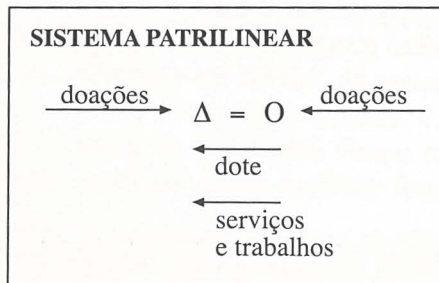 SISTEMA PATRILINEAR
doações Δ = O doações
dote
serviços
e trabalhos